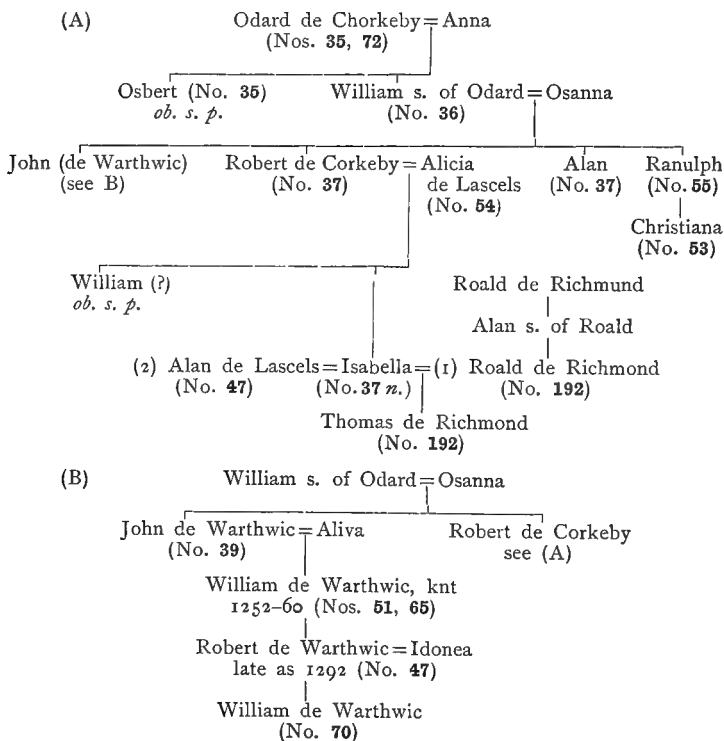 (A) Odard de Chorkeby = Anna
(Nos. 35, 72)
Osbert (No. 35) William s. of Odard = Osanna
ob. s. p. (No. 36)
John (de Warthwic) Robert de Corkeby = Alicia Alan Ranulph
(see B) (No. 37) de Lascels (No. 37) (No. 55)
(No. 54) Christiana
(No. 53)
William (?) Roald de Richmund
ob. s. p.
Alan s. of Roald
(2) Alan de Lascels = Isabella = (1) Roald de Richmond
(No. 47) (No. 37 n.) (No. 192)
Thomas de Richmond
(No. 192)
(B) William s. of Odard = Osanna
John de Warthwic = Aliva Robert de Corkeby
(No. 39) see (A)
William de Warthwic, knt
1252–60 (Nos. 51, 65)
Robert de Warthwic = Idonea
late as 1292 (No. 47)
William de Warthwic
(No. 70)